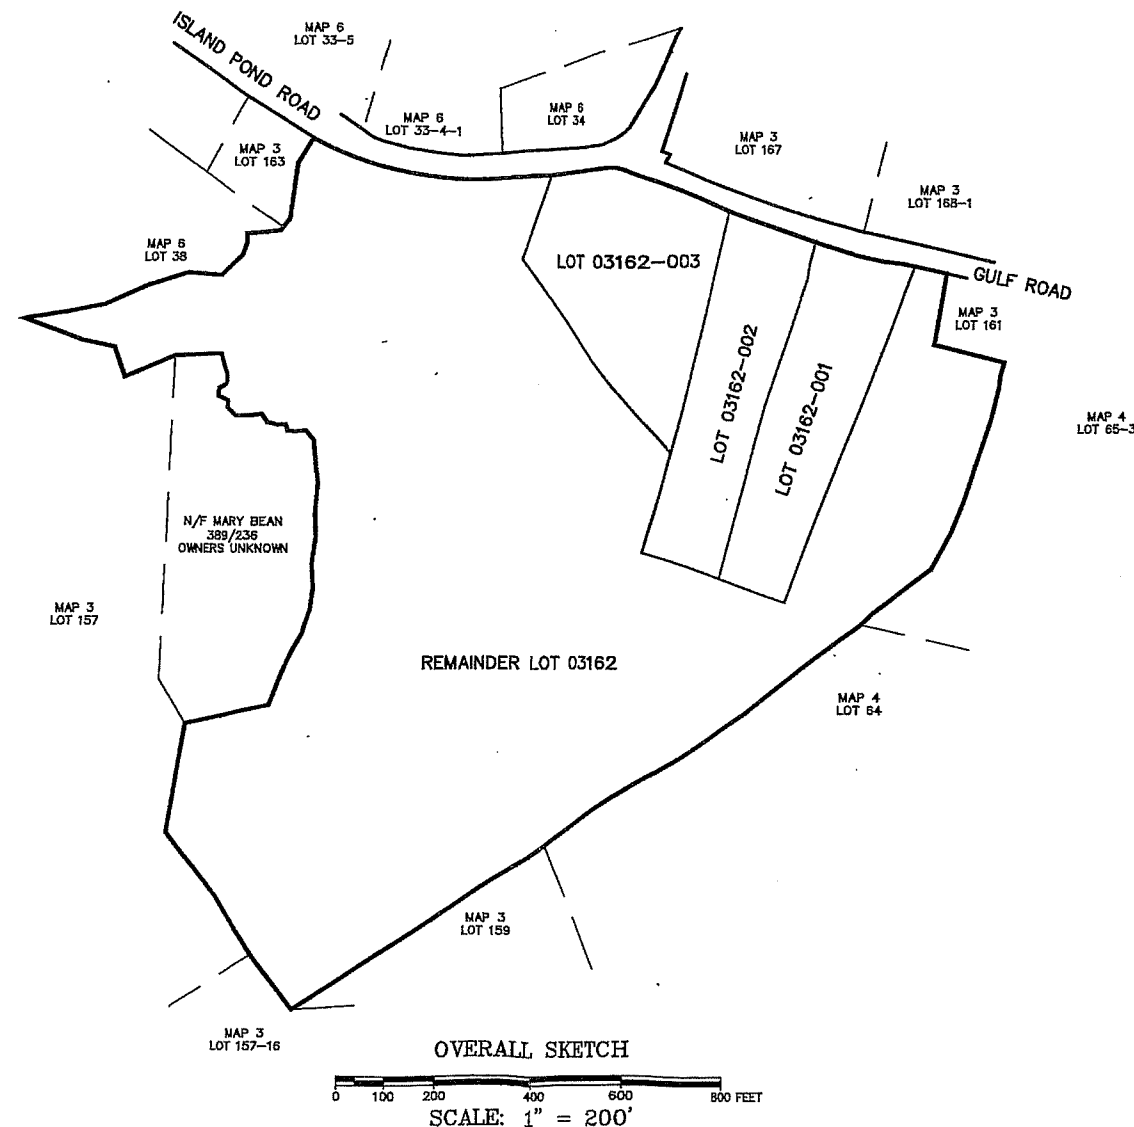 ISLAND POND ROAD
MAP 6
LOT 33-5
MAP 6
LOT 33-4-1
MAP 6
LOT 34
MAP 3
LOT 163
MAP 3
LOT 167
MAP 3
LOT 168-1
MAP 6
LOT 38
LOT 03162-003
GULF ROAD
MAP 3
LOT 161
LOT 03162-002
LOT 03162-001
MAP 4
LOT 65-3
N/F MARY BEAN
389/236
OWNERS UNKNOWN
MAP 3
LOT 157
REMAINDER LOT 03162
MAP 4
LOT 64
MAP 3
LOT 159
MAP 3
LOT 157-16
OVERALL SKETCH
0 100 200 400 600 800 FEET
SCALE: 1" = 200'